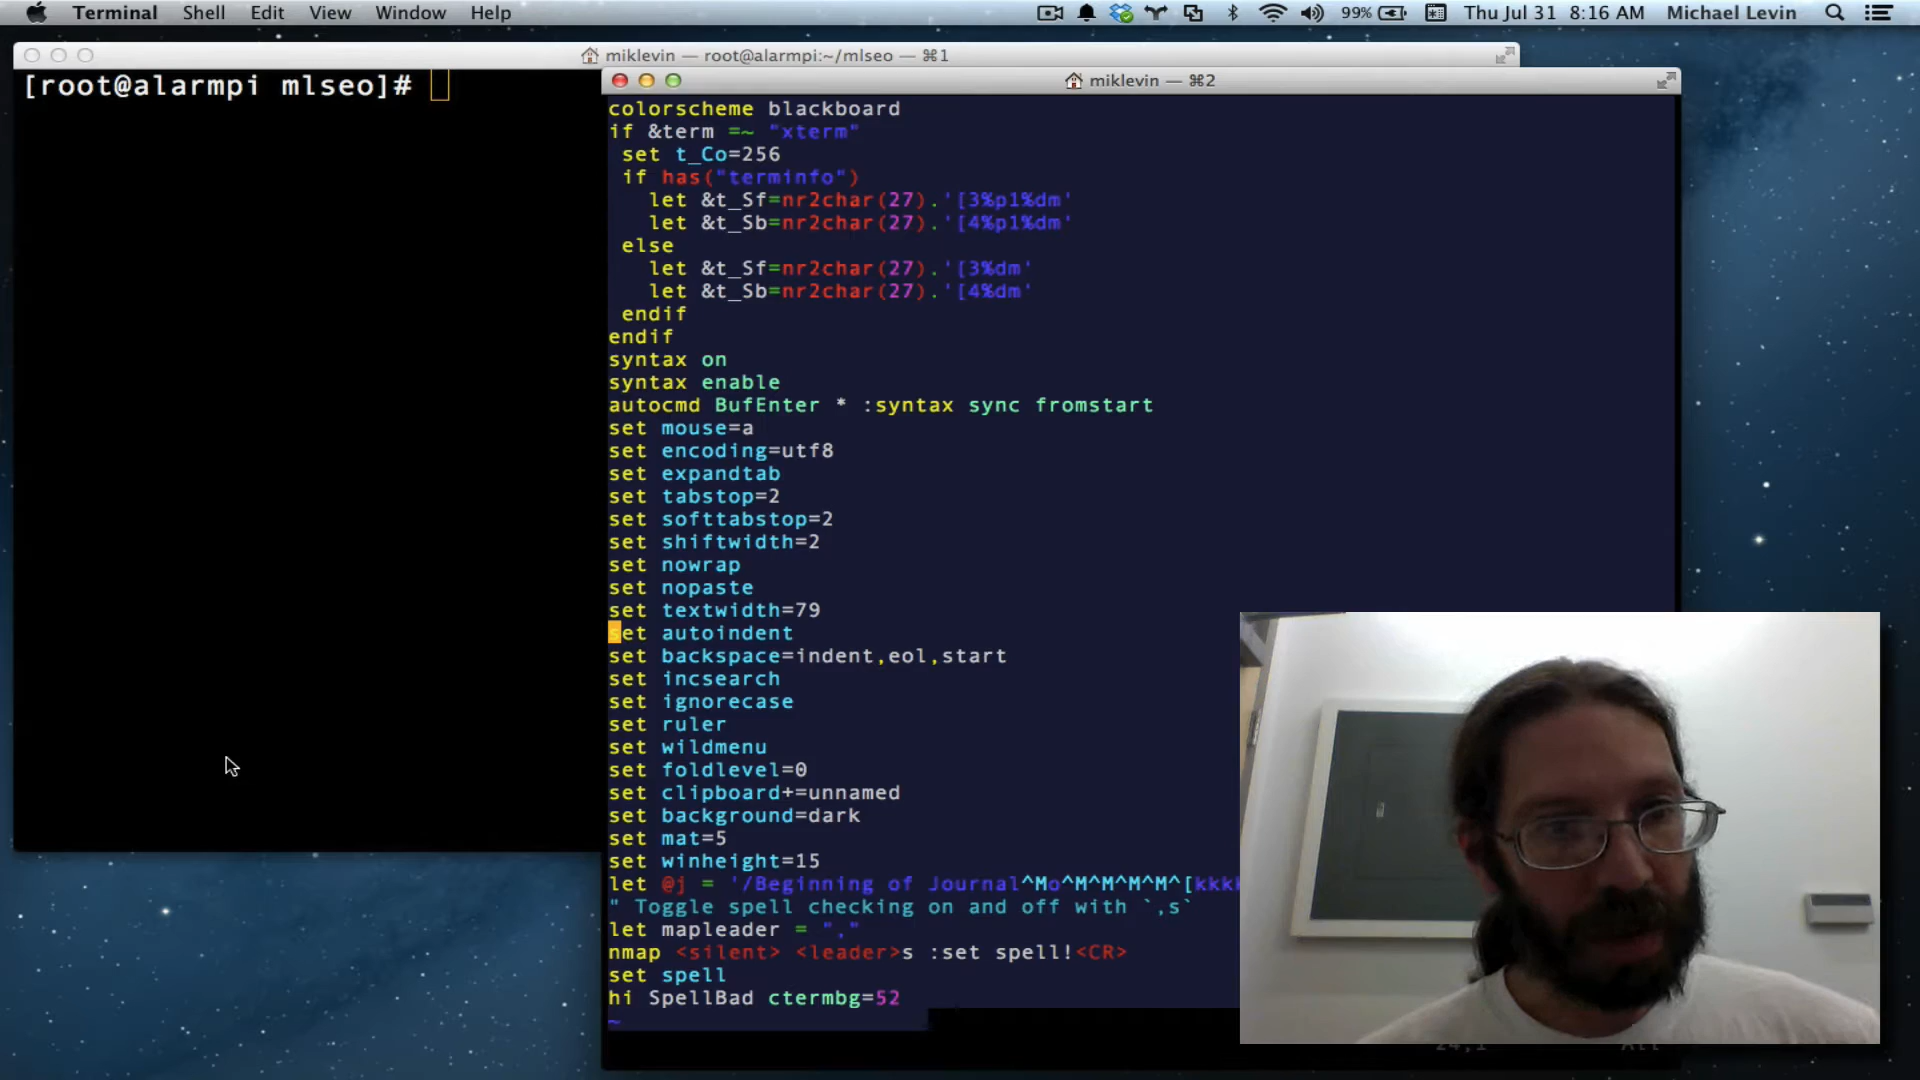 Terminal Shell Edit View Window Help 99% Thu Jul 31 8:16 AM Michael Levin
miklevin — root@alarmpi:~/mlseo — ⌘1
[root@alarmpi mlseo]#
miklevin — ⌘2
colorscheme blackboard
if &term =~ "xterm"
set t_Co=256
if has("terminfo")
let &t_Sf=nr2char(27).'[3%p1%dm'
let &t_Sb=nr2char(27).'[4%p1%dm'
else
let &t_Sf=nr2char(27).'[3%dm'
let &t_Sb=nr2char(27).'[4%dm'
endif
endif
syntax on
syntax enable
autocmd BufEnter * :syntax sync fromstart
set mouse=a
set encoding=utf8
set expandtab
set tabstop=2
set softtabstop=2
set shiftwidth=2
set nowrap
set nopaste
set textwidth=79
set autoindent
set backspace=indent,eol,start
set incsearch
set ignorecase
set ruler
set wildmenu
set foldlevel=0
set clipboard+=unnamed
set background=dark
set mat=5
set winheight=15
let @j = '/Beginning of Journal^Mo^M^M^M^M^[kkk
" Toggle spell checking on and off with `,s`
let mapleader = ","
nmap <silent> <leader>s :set spell!<CR>
set spell
hi SpellBad ctermbg=52
~